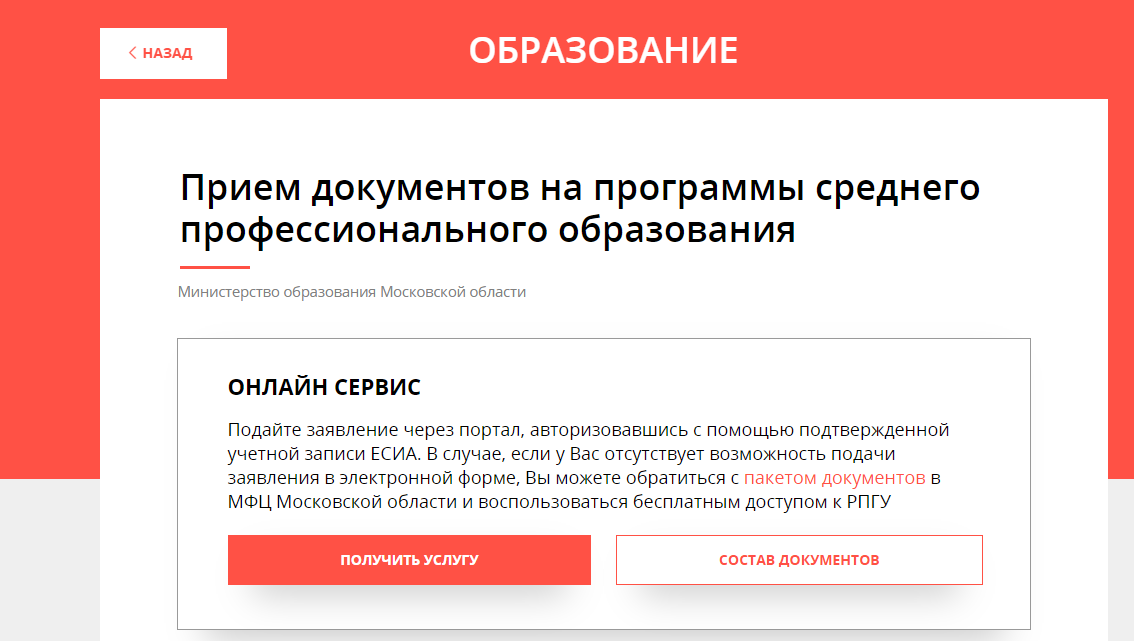 НАЗАД
ОБРАЗОВАНИЕ
Прием документов на программы среднего
профессионального образования
Министерство образования Московской области
ОНЛАЙН СЕРВИС
Подайте заявление через портал, авторизовавшись с помощью подтвержденной
учетной записи ЕСИА. В случае, если у Вас отсутствует возможность подачи
заявления в электронной форме, Вы можете обратиться с пакетом документов в
МФЦ Московской области и воспользоваться бесплатным доступом к РПГУ
ПОЛУЧИТЬ УСЛУГУ
СОСТАВ ДОКУМЕНТОВ